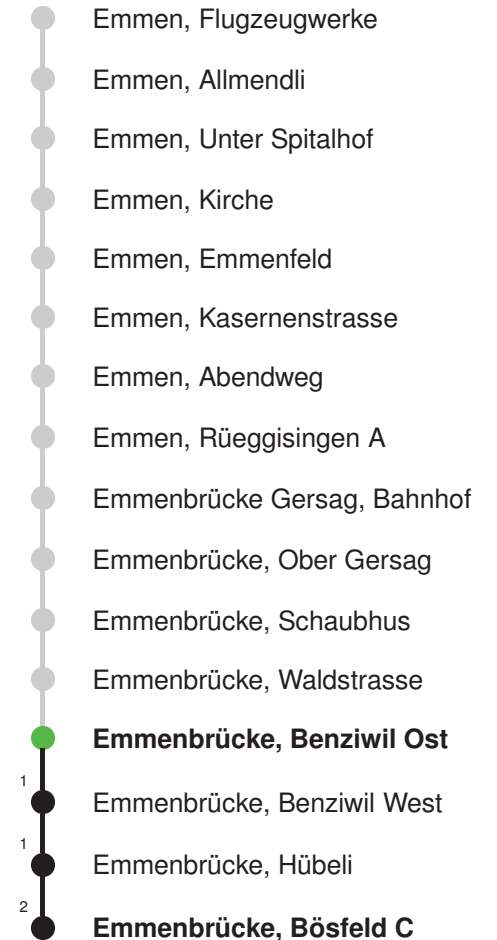 Emmen, Flugzeugwerke
Emmen, Allmendli
Emmen, Unter Spitalhof
Emmen, Kirche
Emmen, Emmenfeld
Emmen, Kasernenstrasse
Emmen, Abendweg
Emmen, Rüeggisingen A
Emmenbrücke Gersag, Bahnhof
Emmenbrücke, Ober Gersag
Emmenbrücke, Schaubhus
Emmenbrücke, Waldstrasse
Emmenbrücke, Benziwil Ost
1 Emmenbrücke, Benziwil West
1 Emmenbrücke, Hübeli
2 Emmenbrücke, Bösfeld C